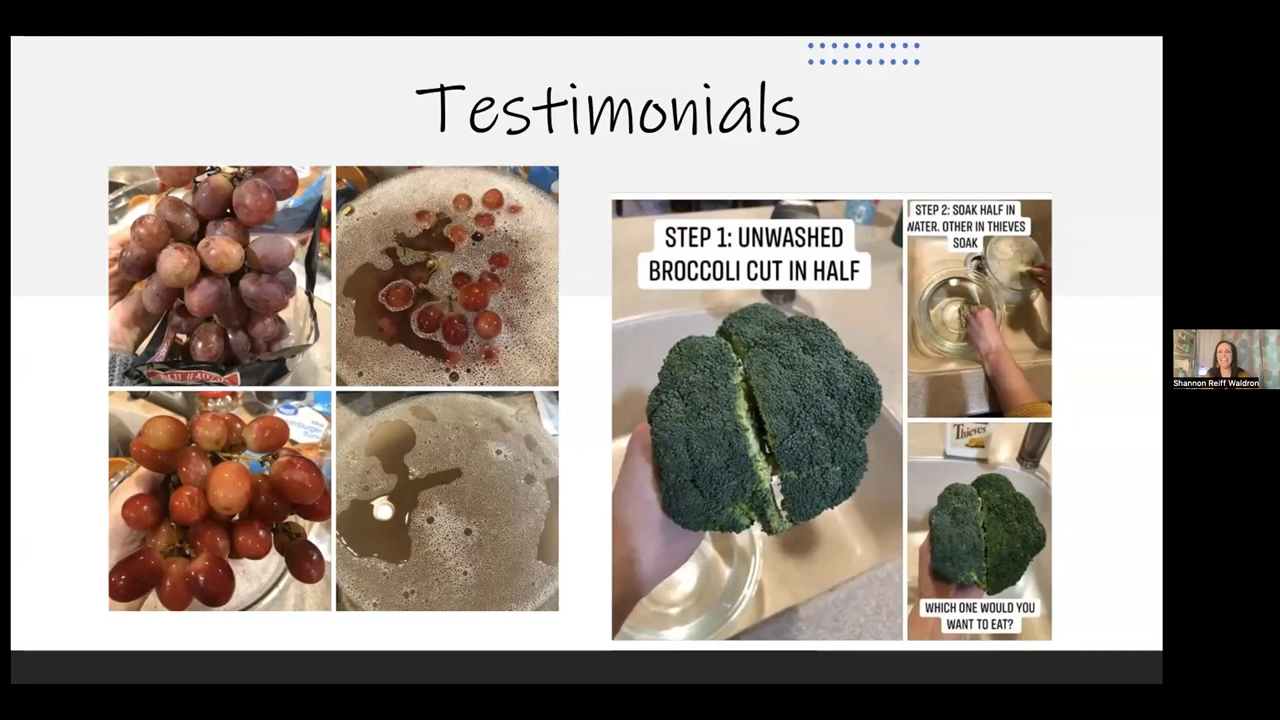 Testimonials
STEP 1: UNWASHED
BROCCOLI CUT IN HALF
STEP 2: SOAK HALF IN
WATER. OTHER IN THIEVES
SOAK
Thieves
WHICH ONE WOULD YOU
WANT TO EAT?
Shannon Reiff Waldron